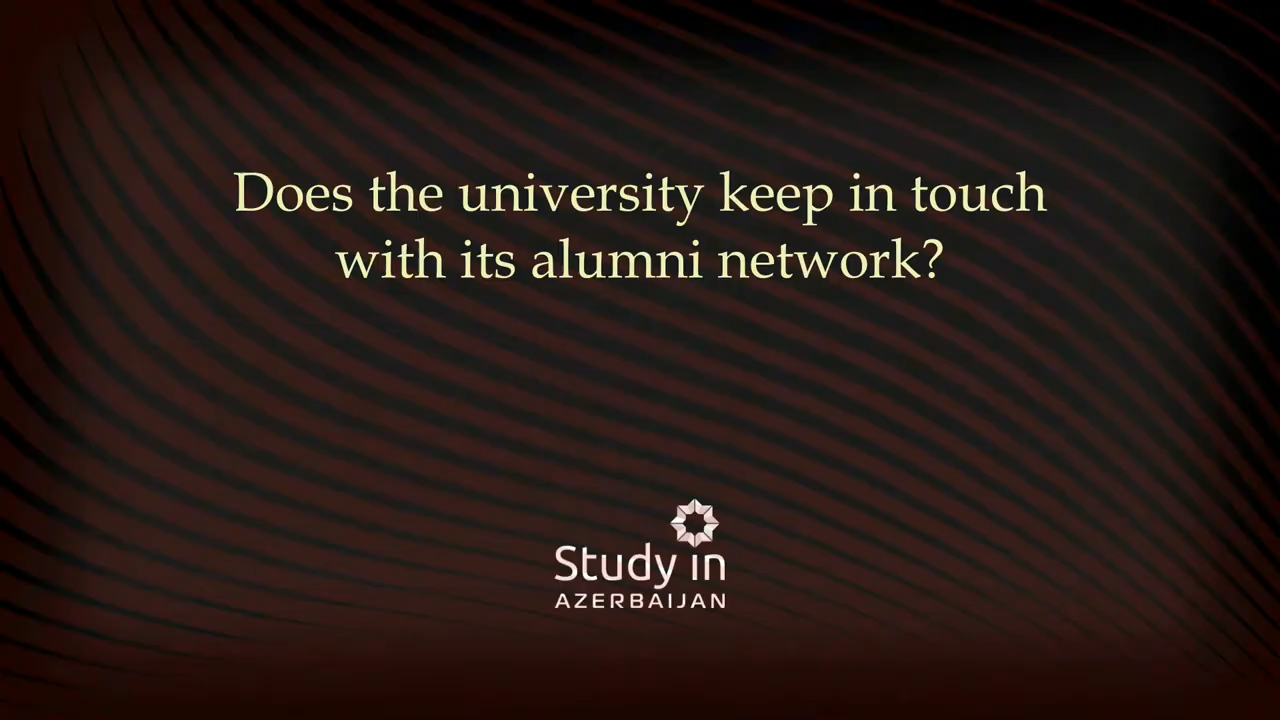 Does the university keep in touch
with its alumni network?
Study in
AZERBAIJAN